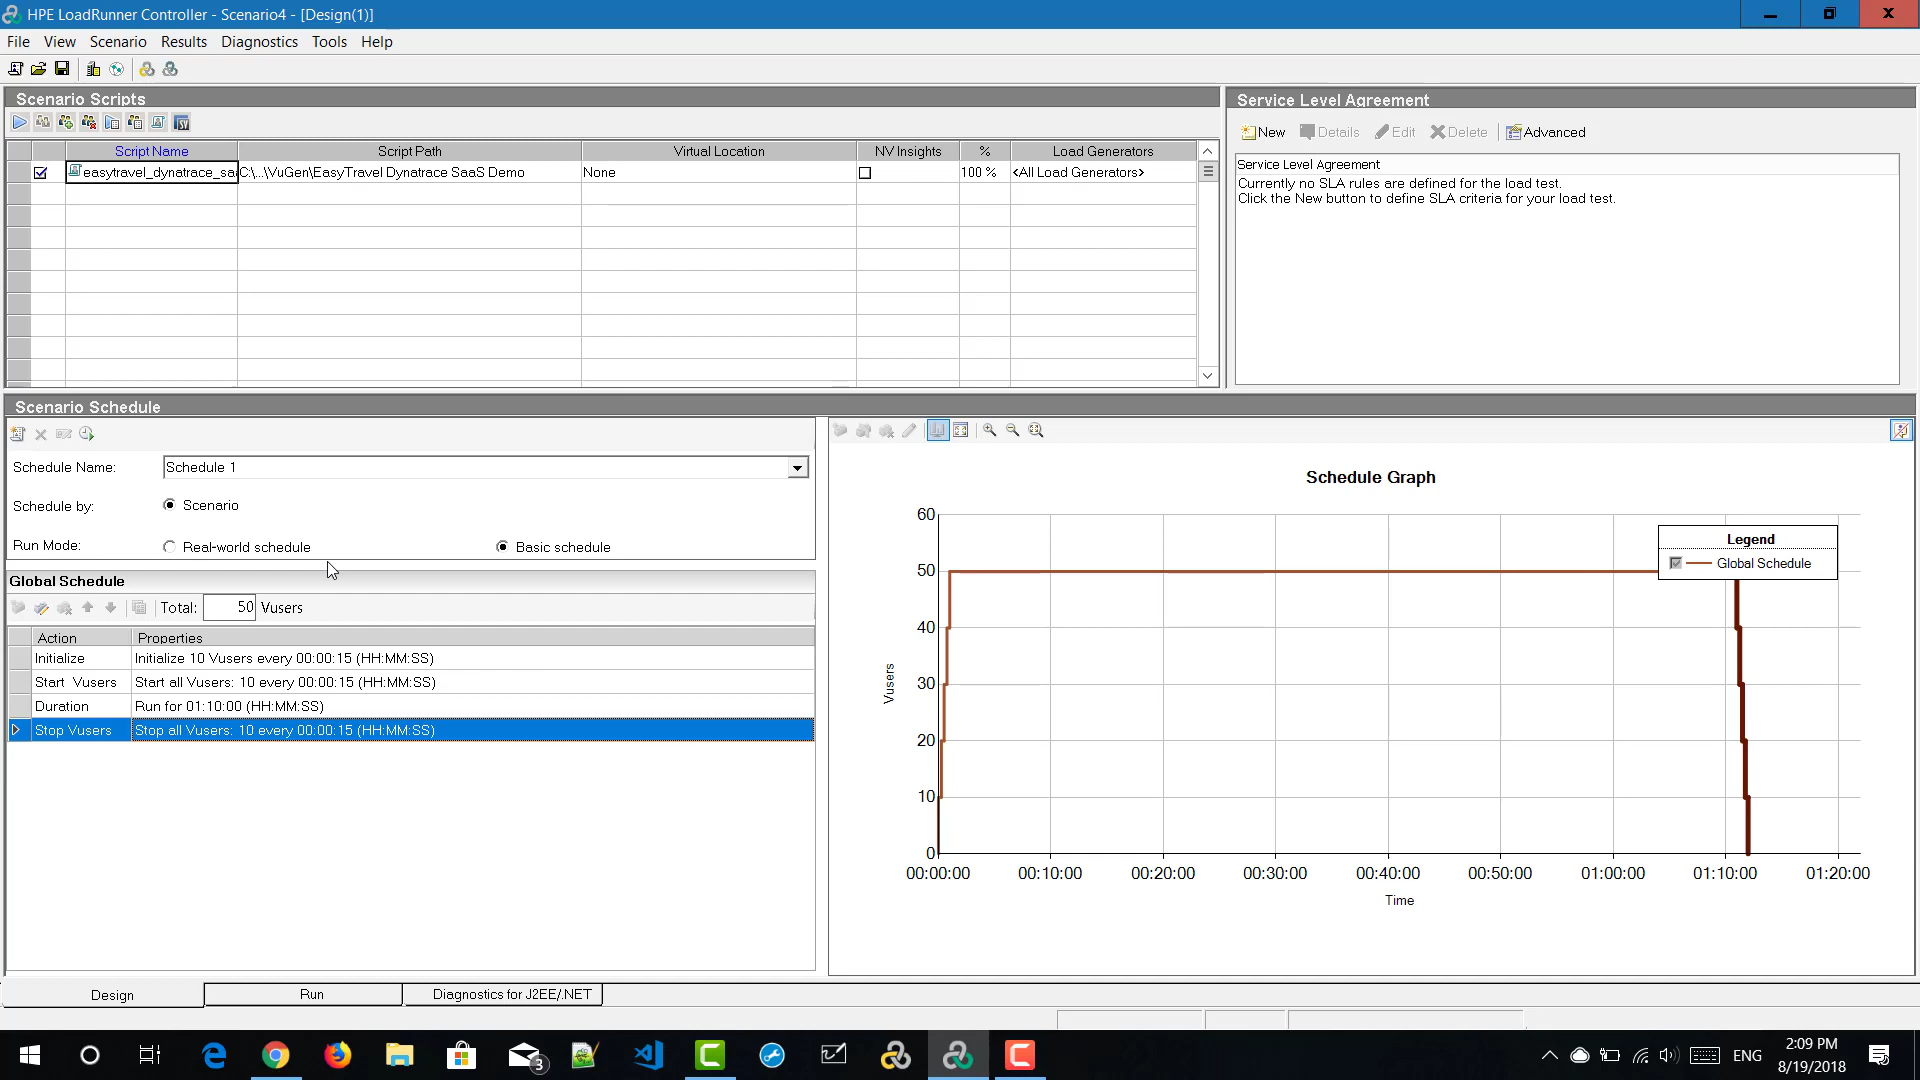 HPE LoadRunner Controller - Scenario4 - [Design(1)]
File View Scenario Results Diagnostics Tools Help
Scenario Scripts
Script Name Script Path Virtual Location NV Insights % Load Generators
easytravel_dynatrace_sa C:\...\VuGen\EasyTravel Dynatrace SaaS Demo None 100 % <All Load Generators>
Service Level Agreement
New Details Edit Delete Advanced
Service Level Agreement
Currently no SLA rules are defined for the load test.
Click the New button to define SLA criteria for your load test.
Scenario Schedule
Schedule Name: Schedule 1
Schedule by: Scenario
Run Mode: Real-world schedule Basic schedule
Global Schedule
Total: 50 Vusers
Action Properties
Initialize Initialize 10 Vusers every 00:00:15 (HH:MM:SS)
Start Vusers Start all Vusers: 10 every 00:00:15 (HH:MM:SS)
Duration Run for 01:10:00 (HH:MM:SS)
Stop Vusers Stop all Vusers: 10 every 00:00:15 (HH:MM:SS)
Schedule Graph
Legend
Global Schedule
60
50
40
30
20
10
0
Vusers
00:00:00 00:10:00 00:20:00 00:30:00 00:40:00 00:50:00 01:00:00 01:10:00 01:20:00
Time
Design Run Diagnostics for J2EE/.NET
3
ENG
2:09 PM
8/19/2018